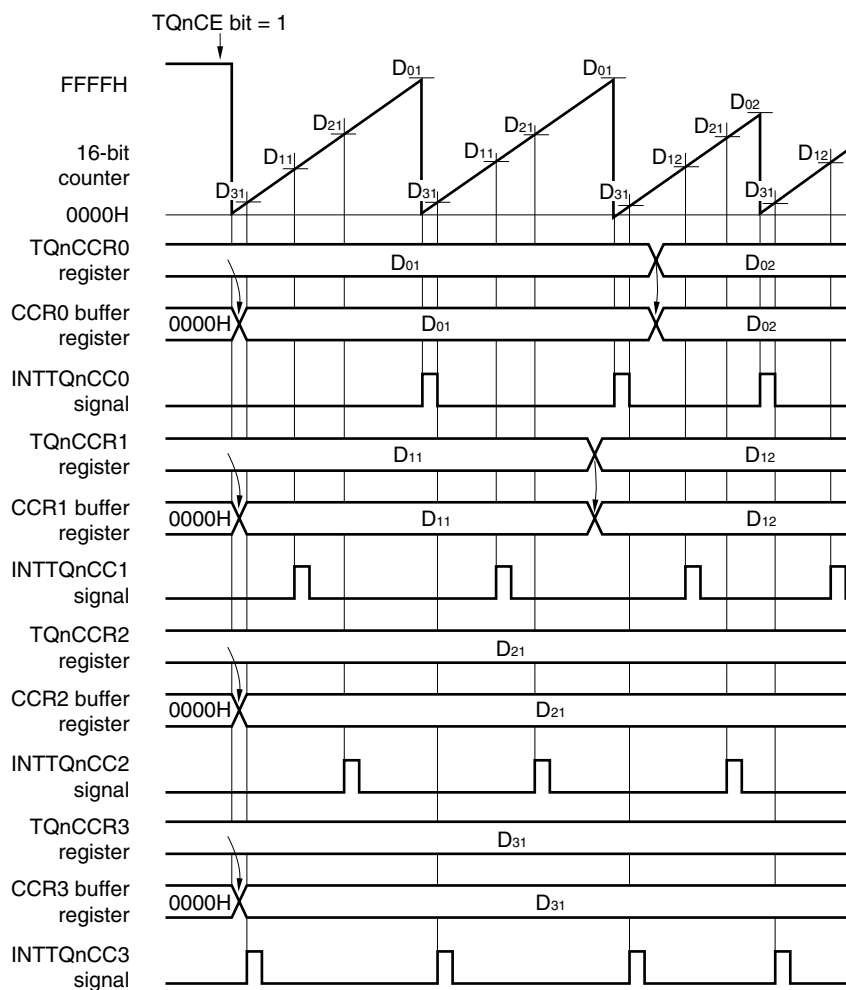 TQnCE bit = 1
FFFFH
16-bit
counter
0000H
D01
D01
D02
D21
D21
D21
D11
D11
D12
D12
D31
D31
D31
D31
TQnCCR0
register
D01
D02
CCR0 buffer
register
0000H
D01
D02
INTTQnCC0
signal
TQnCCR1
register
D11
D12
CCR1 buffer
register
0000H
D11
D12
INTTQnCC1
signal
TQnCCR2
register
D21
CCR2 buffer
register
0000H
D21
INTTQnCC2
signal
TQnCCR3
register
D31
CCR3 buffer
register
0000H
D31
INTTQnCC3
signal